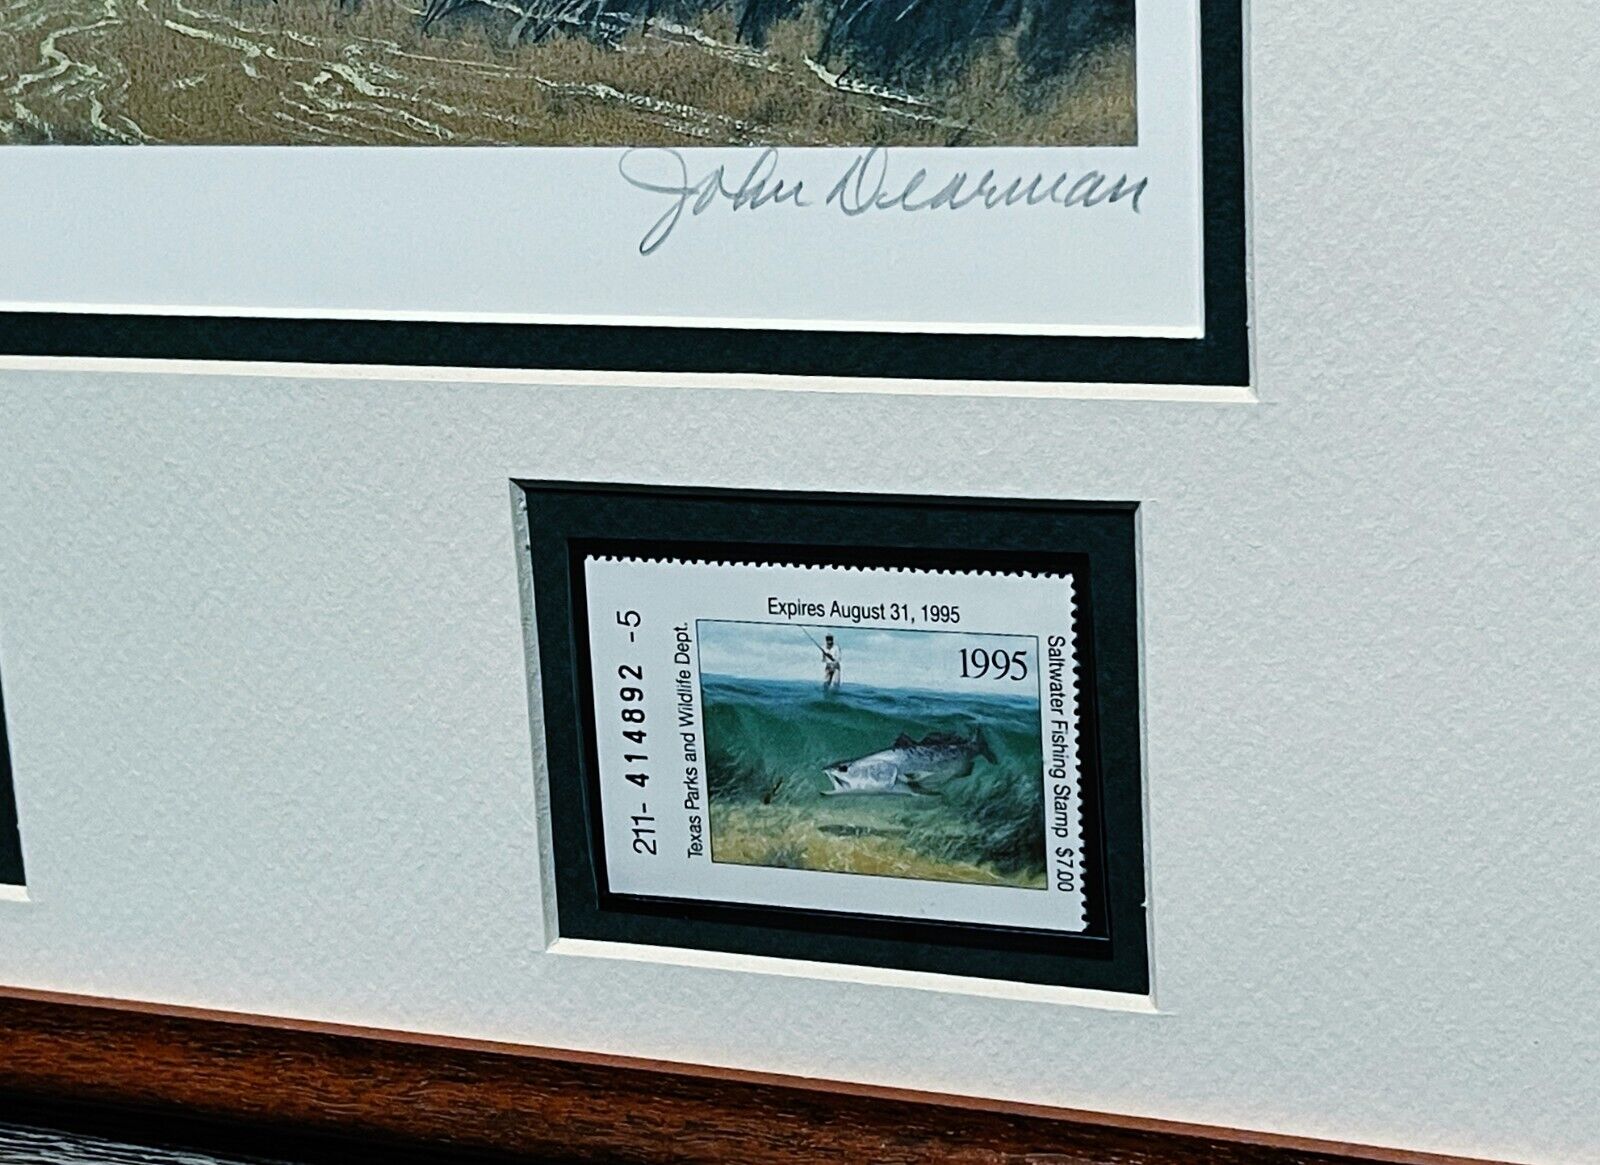 John Dearman
Expires August 31, 1995
1995
211- 414892 -5
Texas Parks and Wildlife Dept.
Saltwater Fishing Stamp $7.00